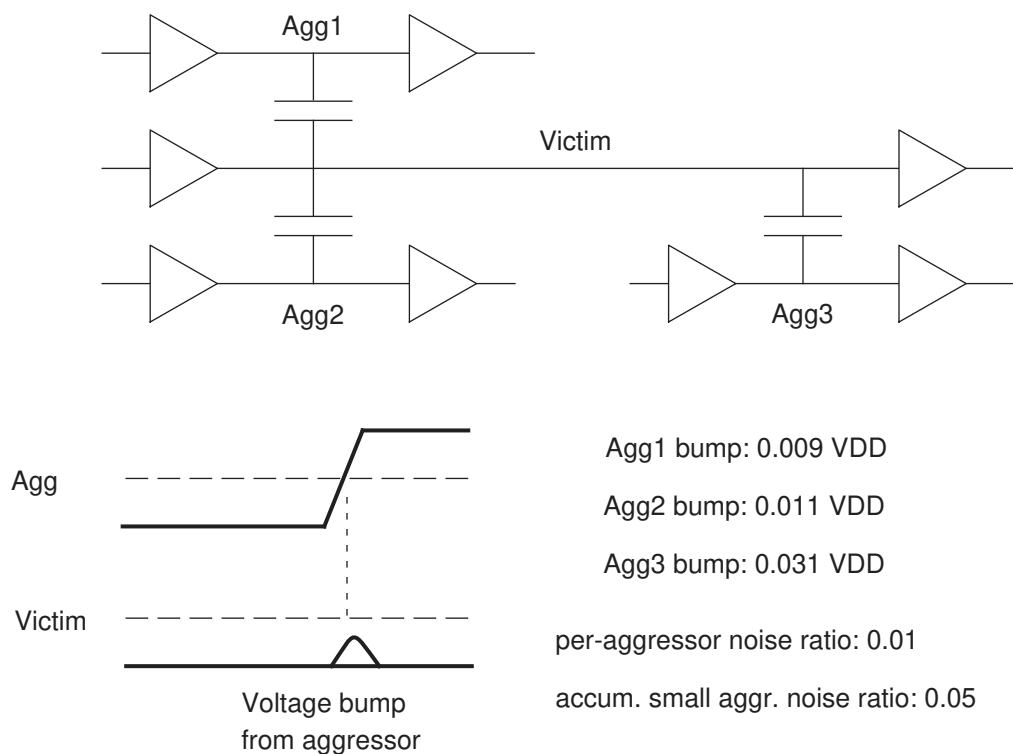 Agg1
Victim
Agg2
Agg3
Agg
Victim
Voltage bump
from aggressor
Agg1 bump: 0.009 VDD
Agg2 bump: 0.011 VDD
Agg3 bump: 0.031 VDD
per-aggressor noise ratio: 0.01
accum. small aggr. noise ratio: 0.05